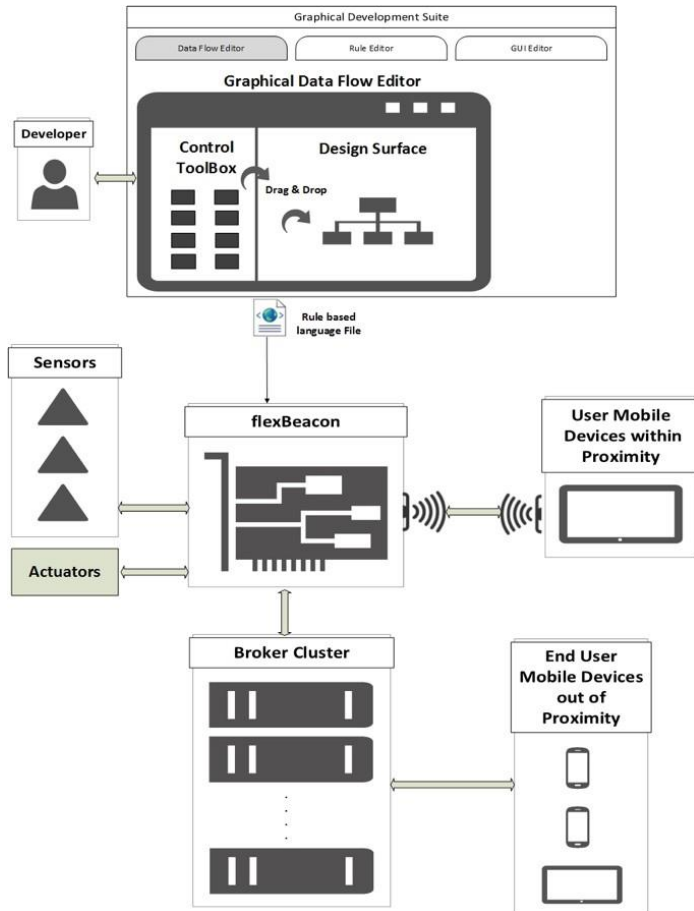 Graphical Development Suite
Data Flow Editor
Rule Editor
GUI Editor
Graphical Data Flow Editor
Developer
Control
ToolBox
Design Surface
Drag & Drop
Rule based
language File
Sensors
flexBeacon
User Mobile
Devices within
Proximity
Actuators
Broker Cluster
End User
Mobile Devices
out of
Proximity